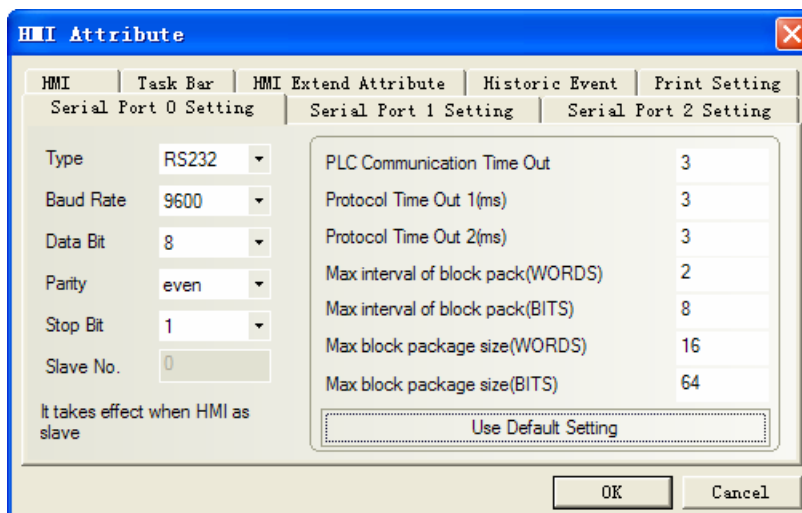 HMI Attribute
HMI Task Bar HMI Extend Attribute Historic Event Print Setting
Serial Port 0 Setting Serial Port 1 Setting Serial Port 2 Setting
Type RS232
Baud Rate 9600
Data Bit 8
Parity even
Stop Bit 1
Slave No. 0
It takes effect when HMI as
slave
PLC Communication Time Out 3
Protocol Time Out 1(ms) 3
Protocol Time Out 2(ms) 3
Max interval of block pack(WORDS) 2
Max interval of block pack(BITS) 8
Max block package size(WORDS) 16
Max block package size(BITS) 64
Use Default Setting
OK Cancel